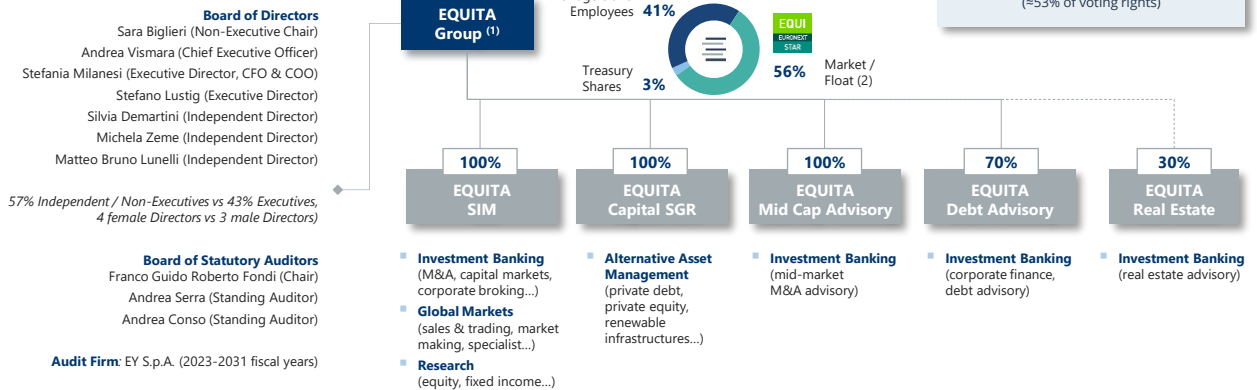 Board of Directors
Sara Biglieri (Non-Executive Chair)
Andrea Vismara (Chief Executive Officer)
Stefania Milanesi (Executive Director, CFO & COO)
Stefano Lustig (Executive Director)
Silvia Demartini (Independent Director)
Michela Zeme (Independent Director)
Matteo Bruno Lunelli (Independent Director)
57% Independent / Non-Executives vs 43% Executives,
4 female Directors vs 3 male Directors)
Board of Statutory Auditors
Franco Guido Roberto Fondi (Chair)
Andrea Serra (Standing Auditor)
Andrea Conso (Standing Auditor)
Audit Firm: EY S.p.A. (2023-2031 fiscal years)
EQUITA
Group (1)
Employees 41%
Treasury
Shares 3%
EQUI
EURONEXT
STAR
56% Market /
Float (2)
(≈53% of voting rights)
100%
EQUITA
SIM
Investment Banking
(M&A, capital markets,
corporate broking...)
Global Markets
(sales & trading, market
making, specialist...)
Research
(equity, fixed income...)
100%
EQUITA
Capital SGR
Alternative Asset
Management
(private debt,
private equity,
renewable
infrastructures...)
100%
EQUITA
Mid Cap Advisory
Investment Banking
(mid-market
M&A advisory)
70%
EQUITA
Debt Advisory
Investment Banking
(corporate finance,
debt advisory)
30%
EQUITA
Real Estate
Investment Banking
(real estate advisory)